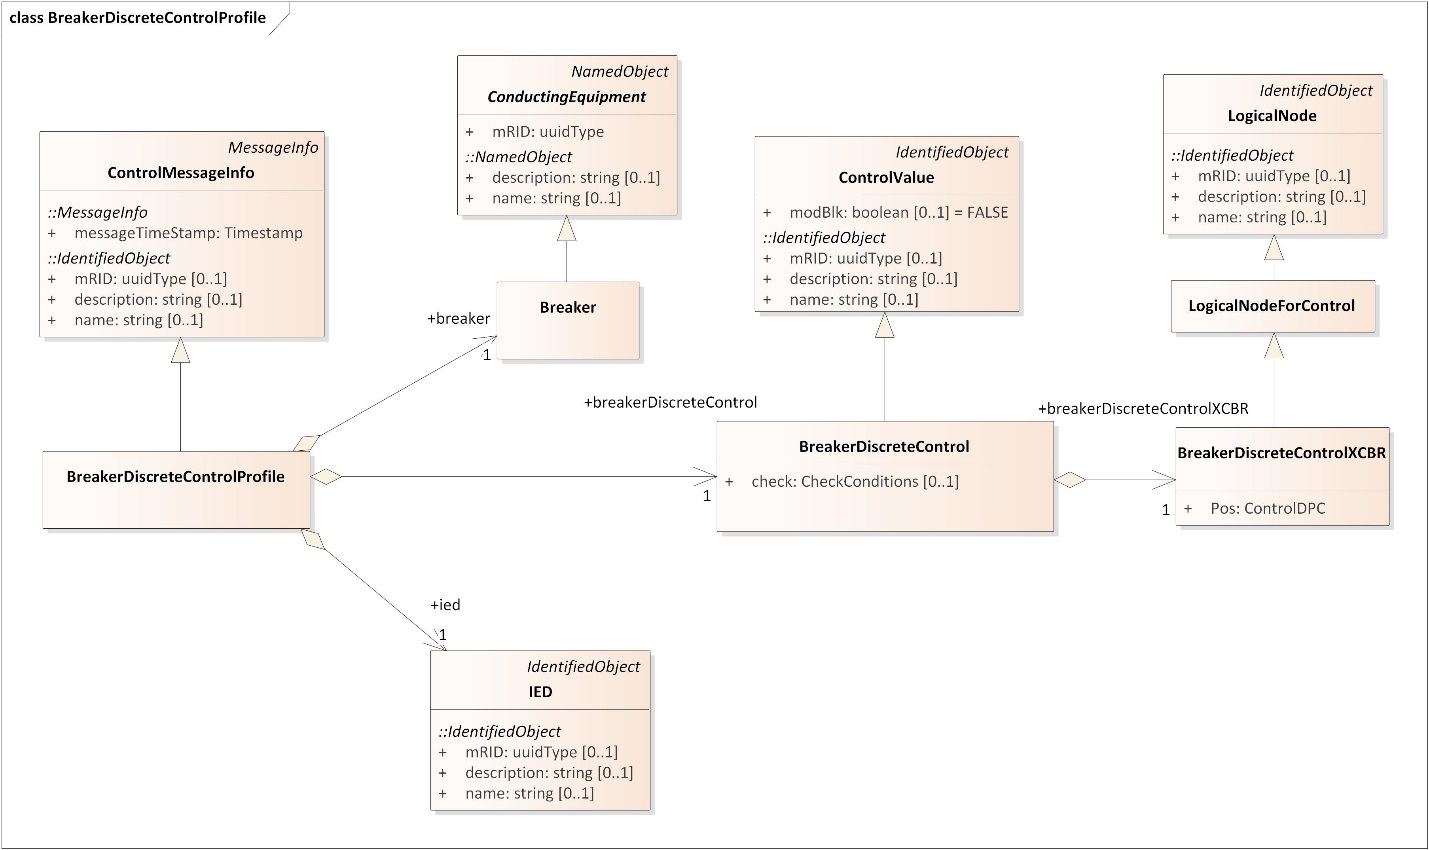 class BreakerDiscreteControlProfile
MessageInfo
ControlMessageInfo
::MessageInfo
+ messageTimeStamp: Timestamp
::IdentifiedObject
+ mRID: uuidType [0..1]
+ description: string [0..1]
+ name: string [0..1]
NamedObject
ConductingEquipment
+ mRID: uuidType
::NamedObject
+ description: string [0..1]
+ name: string [0..1]
IdentifiedObject
ControlValue
+ modBlk: boolean [0..1] = FALSE
::IdentifiedObject
+ mRID: uuidType [0..1]
+ description: string [0..1]
+ name: string [0..1]
IdentifiedObject
LogicalNode
::IdentifiedObject
+ mRID: uuidType [0..1]
+ description: string [0..1]
+ name: string [0..1]
Breaker
+breaker
1
LogicalNodeForControl
+breakerDiscreteControl
1
+breakerDiscreteControlXCBR
1
BreakerDiscreteControlProfile
BreakerDiscreteControl
+ check: CheckConditions [0..1]
BreakerDiscreteControlXCBR
+ Pos: ControlDPC
+ied
1
IdentifiedObject
IED
::IdentifiedObject
+ mRID: uuidType [0..1]
+ description: string [0..1]
+ name: string [0..1]